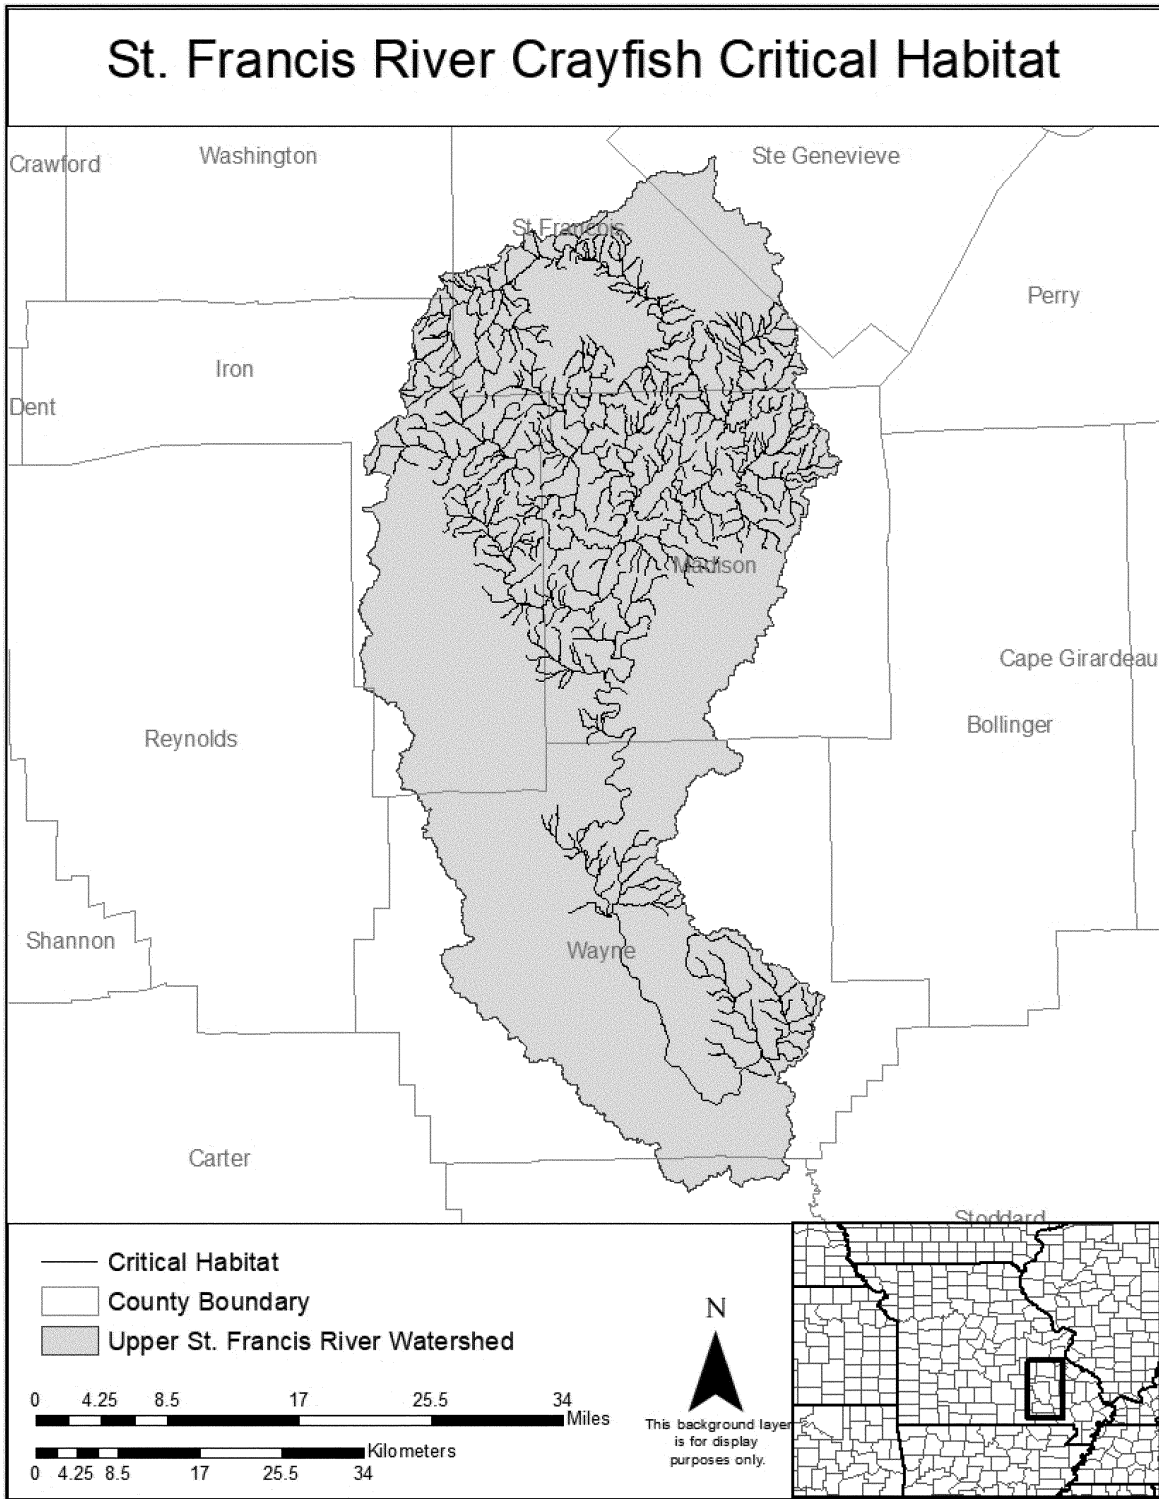 St. Francis River Crayfish Critical Habitat
Crawford
Washington
Ste Genevieve
St Francois
Perry
Iron
Dent
Madison
Cape Girardeau
Bollinger
Reynolds
Shannon
Wayne
Carter
Stoddard
Critical Habitat
County Boundary
Upper St. Francis River Watershed
0 4.25 8.5 17 25.5 34
Miles
Kilometers
0 4.25 8.5 17 25.5 34
N
This background layer
is for display
purposes only.